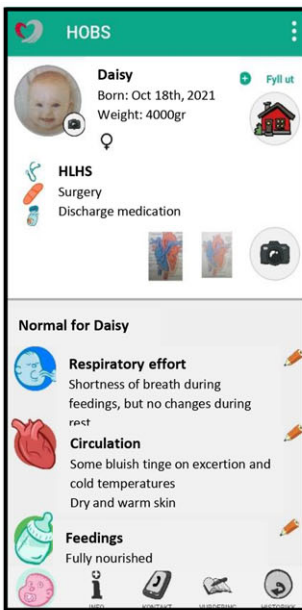 HOBS
Daisy
Born: Oct 18th, 2021
Weight: 4000gr
Fyll ut
HLHS
Surgery
Discharge medication
Normal for Daisy
Respiratory effort
Shortness of breath during
feedings, but no changes during
rest
Circulation
Some bluish tinge on excertion and
cold temperatures
Dry and warm skin
Feedings
Fully nourished
INFO
KONTAKT
VURDERING
HISTORIKK